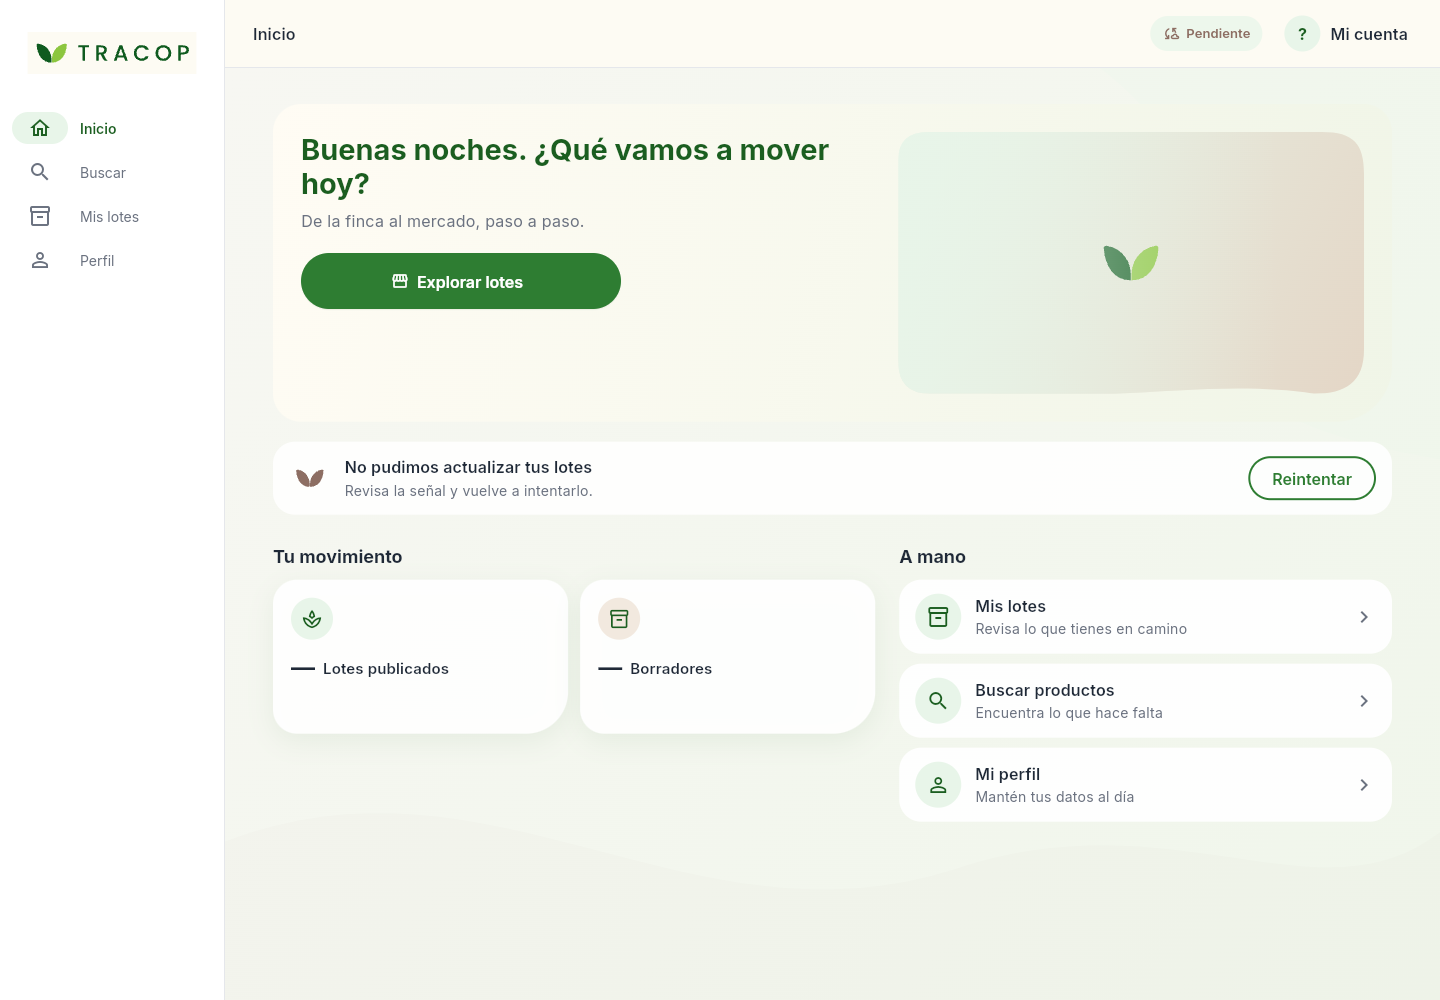 TRACOP
Inicio
Buscar
Mis lotes
Perfil
Inicio
Pendiente
?
Mi cuenta
Buenas noches. ¿Qué vamos a mover
hoy?
De la finca al mercado, paso a paso.
Explorar lotes
No pudimos actualizar tus lotes
Revisa la señal y vuelve a intentarlo.
Reintentar
Tu movimiento
— Lotes publicados
— Borradores
A mano
Mis lotes
Revisa lo que tienes en camino
Buscar productos
Encuentra lo que hace falta
Mi perfil
Mantén tus datos al día